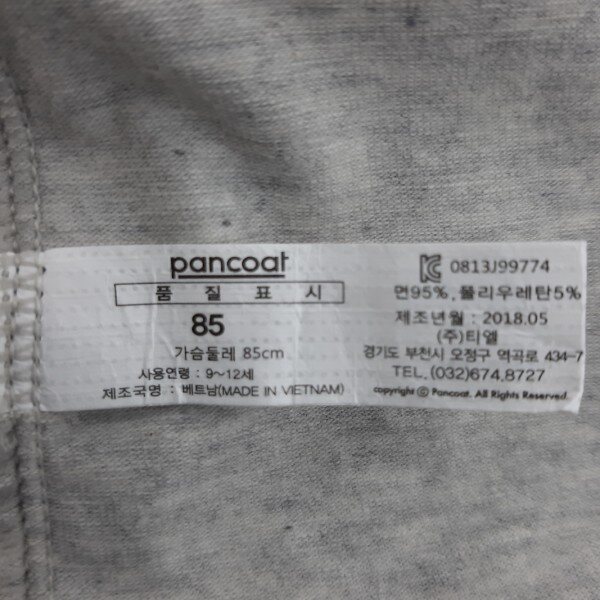 pancoat
품 질 표 시
85
가슴둘레 85cm
사용연령 : 9~12세
제조국명 : 베트남(MADE IN VIETNAM)
KC 0813J99774
면95%, 폴리우레탄5%
제조년월 : 2018.05
(주)티엘
경기도 부천시 오정구 역곡로 434-7
TEL. (032)674.8727
copyright ⓒ Pancoat. All Rights Reserved.